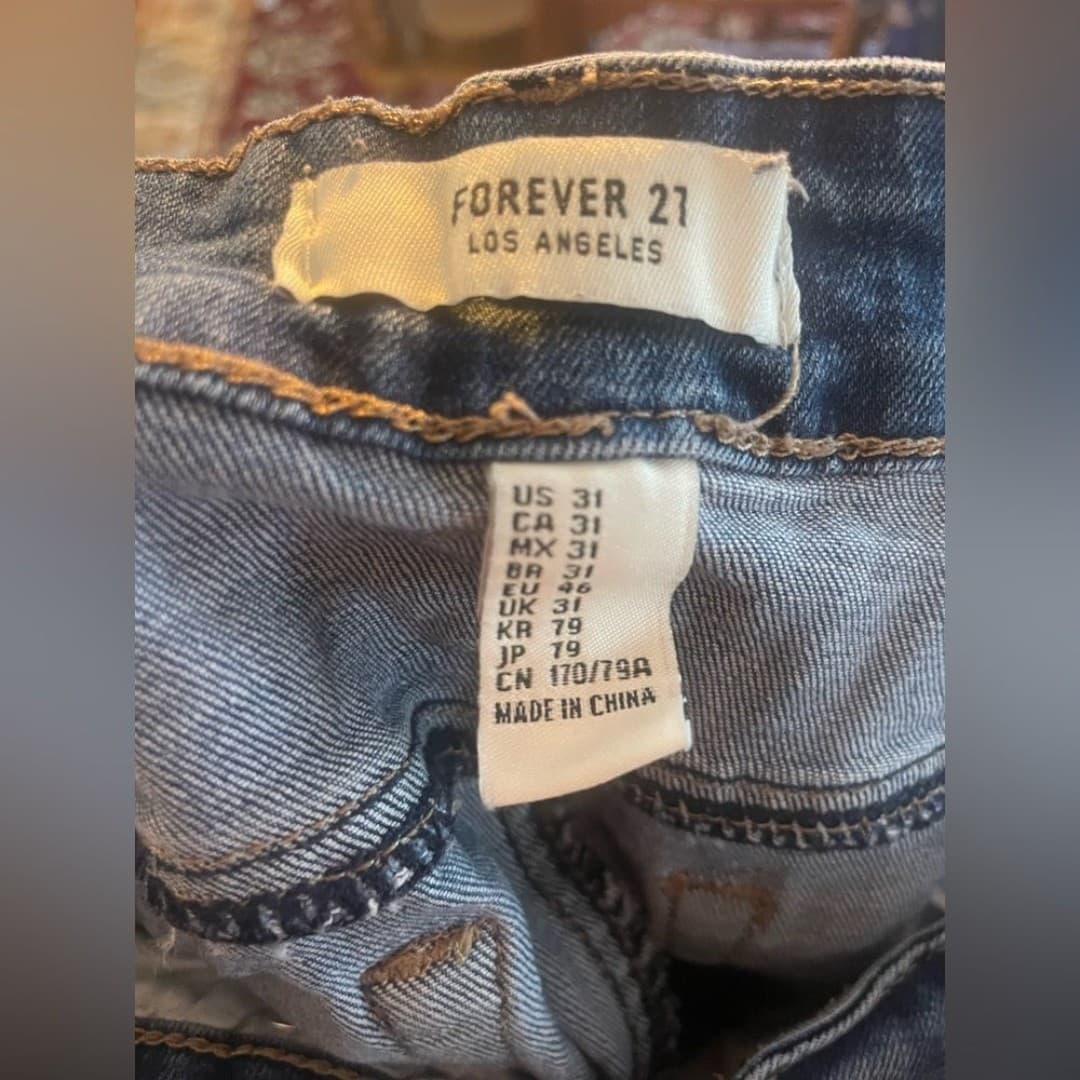 FOREVER 21
LOS ANGELES
US 31
CA 31
MX 31
BR 31
EU 46
UK 31
KR 79
JP 79
CN 170/79A
MADE IN CHINA